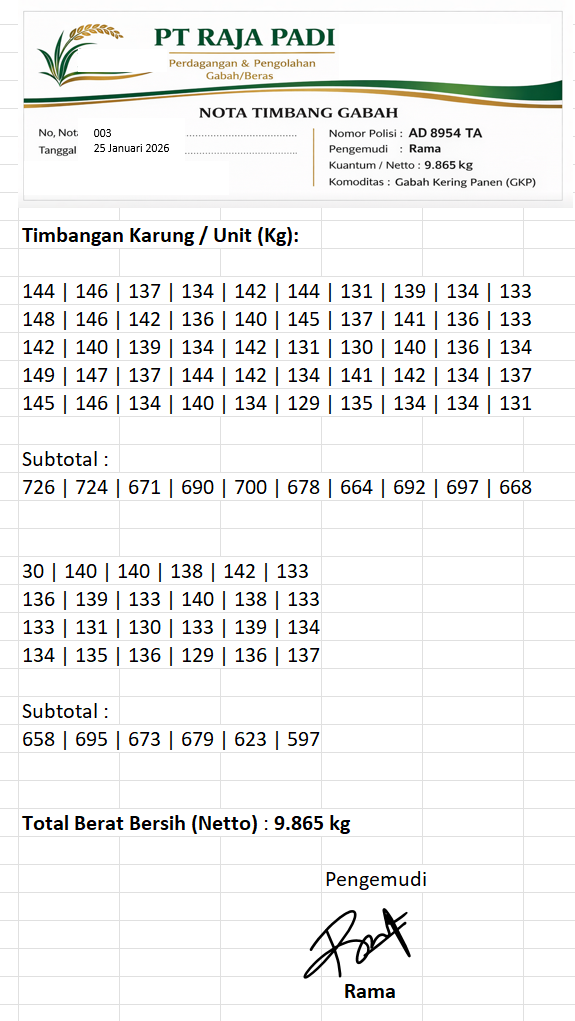 PT RAJA PADI
Perdagangan & Pengolahan
Gabah/Beras
NOTA TIMBANG GABAH
No, Not 003
Tanggal 25 Januari 2026
Nomor Polisi : AD 8954 TA
Pengemudi : Rama
Kuantum / Netto : 9.865 kg
Komoditas : Gabah Kering Panen (GKP)
Timbangan Karung / Unit (Kg):
144 | 146 | 137 | 134 | 142 | 144 | 131 | 139 | 134 | 133
148 | 146 | 142 | 136 | 140 | 145 | 137 | 141 | 136 | 133
142 | 140 | 139 | 134 | 142 | 131 | 130 | 140 | 136 | 134
149 | 147 | 137 | 144 | 142 | 134 | 141 | 142 | 134 | 137
145 | 146 | 134 | 140 | 134 | 129 | 135 | 134 | 134 | 131
Subtotal :
726 | 724 | 671 | 690 | 700 | 678 | 664 | 692 | 697 | 668
30 | 140 | 140 | 138 | 142 | 133
136 | 139 | 133 | 140 | 138 | 133
133 | 131 | 130 | 133 | 139 | 134
134 | 135 | 136 | 129 | 136 | 137
Subtotal :
658 | 695 | 673 | 679 | 623 | 597
Total Berat Bersih (Netto) : 9.865 kg
Pengemudi
Rama